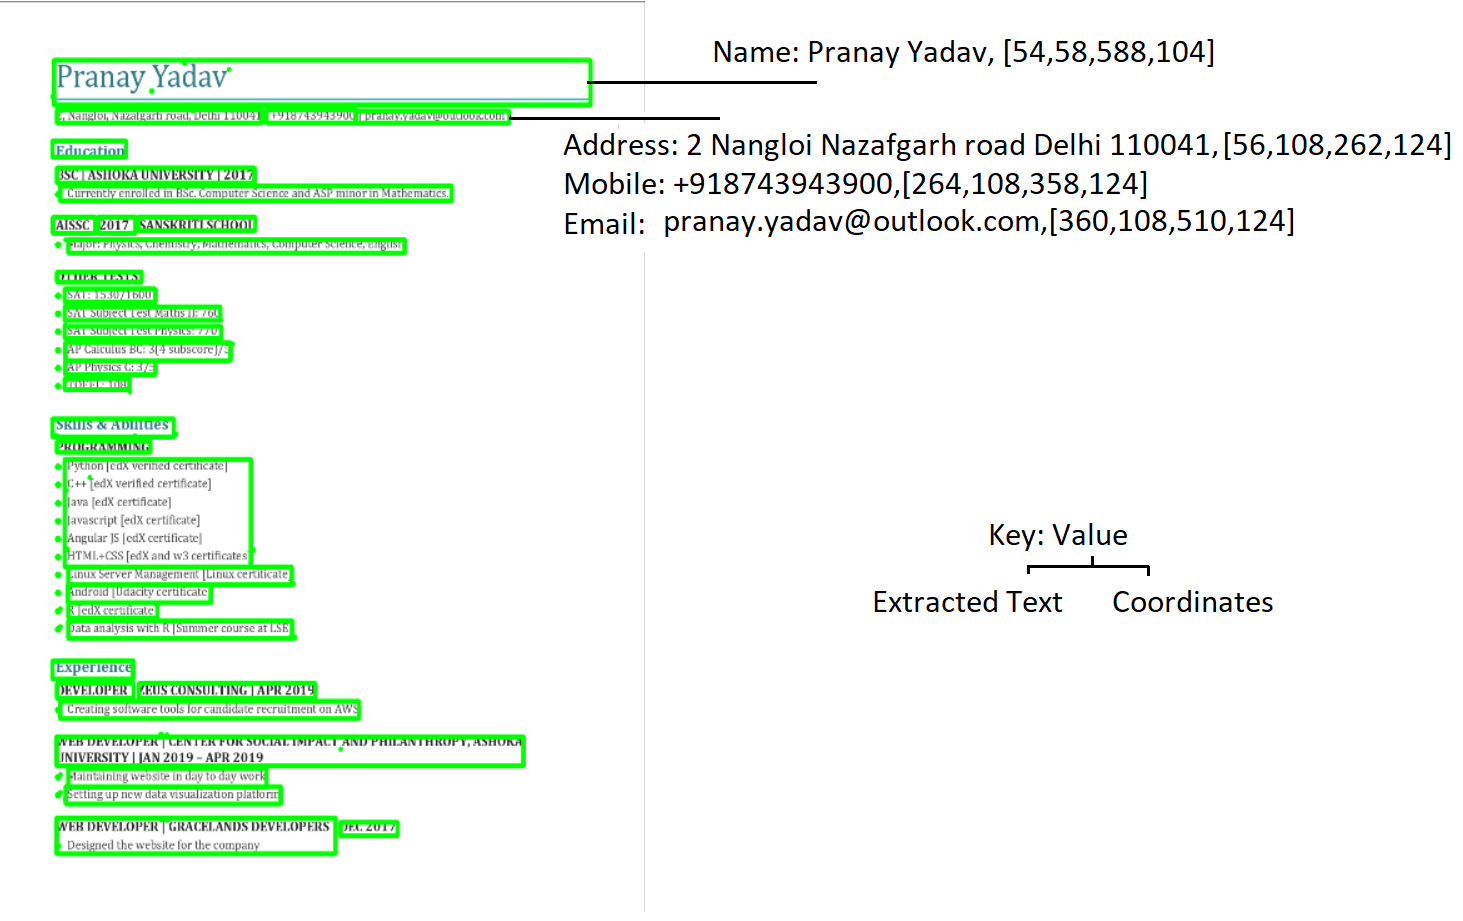 Pranay Yadav
Name: Pranay Yadav, [54,58,588,104]
2, Nangloi, Nazafgarh road, Delhi 110041 | +918743943900 | pranay.yadav@outlook.com
Address: 2 Nangloi Nazafgarh road Delhi 110041, [56,108,262,124]
Mobile: +918743943900,[264,108,358,124]
Email: pranay.yadav@outlook.com,[360,108,510,124]
Education
BSC | ASHOKA UNIVERSITY | 2017
Currently enrolled in BSc. Computer Science and ASP minor in Mathematics.
AISSC | 2017 | SANSKRITI SCHOOL
Major: Physics, Chemistry, Mathematics, Computer Science, English
OTHER TESTS
SAT: 1530/1600
SAT Subject Test Maths II: 760
SAT Subject Test Physics: 770
AP Calculus BC: 3(4 subscore)/5
AP Physics C: 3/5
TOEFL: 108
Skills & Abilities
PROGRAMMING
Python [edX verified certificate]
C++ [edX verified certificate]
Java [edX certificate]
Javascript [edX certificate]
Angular JS [edX certificate]
HTML+CSS [edX and w3 certificates]
Linux Server Management [Linux certificate]
Android [Udacity certificate]
R [edX certificate]
Data analysis with R [Summer course at LSE]
Key: Value
Extracted Text Coordinates
Experience
DEVELOPER | ZEUS CONSULTING | APR 2019
Creating software tools for candidate recruitment on AWS
WEB DEVELOPER | CENTER FOR SOCIAL IMPACT AND PHILANTHROPY, ASHOKA
UNIVERSITY | JAN 2019 – APR 2019
Maintaining website in day to day work
Setting up new data visualization platform
WEB DEVELOPER | GRACELANDS DEVELOPERS | DEC 2017
Designed the website for the company